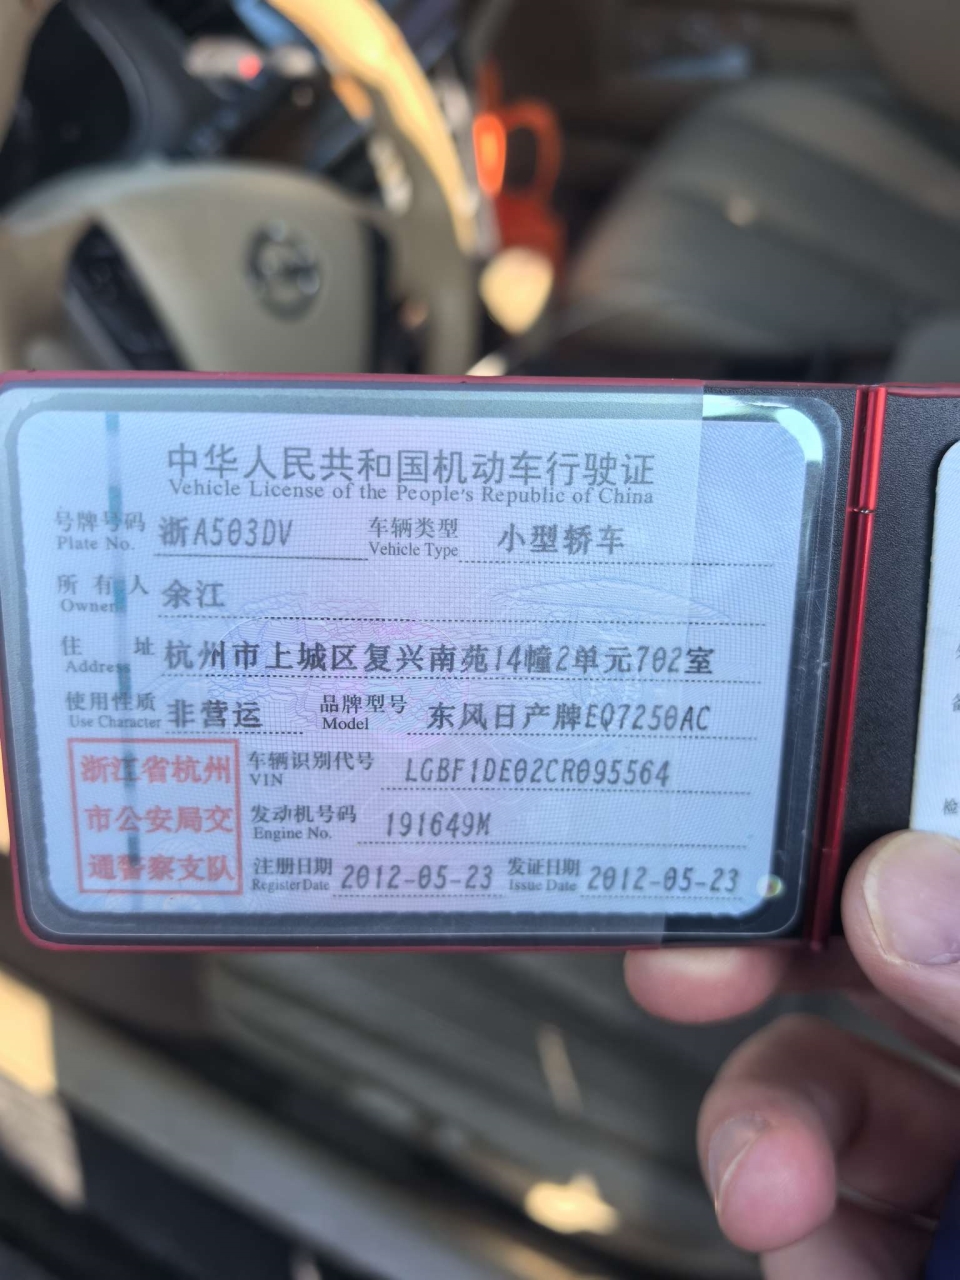 中华人民共和国机动车行驶证
Vehicle License of the People's Republic of China
号牌号码 浙A503DV 车辆类型 小型轿车
Plate No. Vehicle Type
所有人 余江
Owner
住址 杭州市上城区复兴南苑14幢2单元702室
Address
使用性质 非营运 品牌型号 东风日产牌EQ7250AC
Use Character Model
浙江省杭州
市公安局交
通警察支队
车辆识别代号 LGBF1DE02CR095564
VIN
发动机号码 191649M
Engine No.
注册日期 2012-05-23 发证日期 2012-05-23
Register Date Issue Date
检